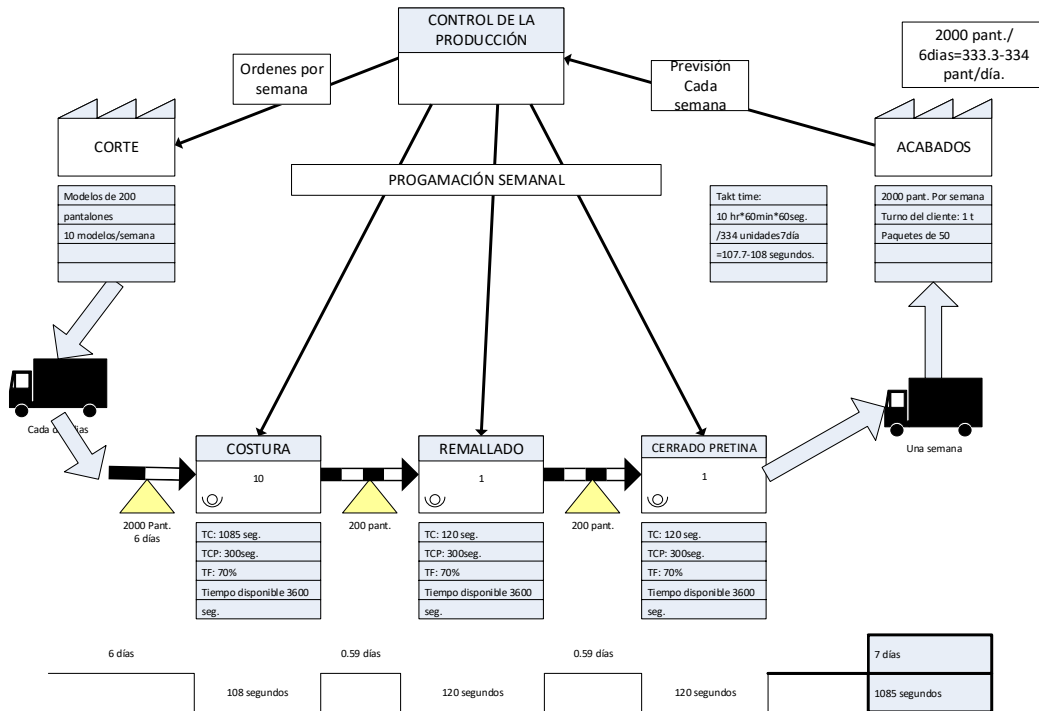 CONTROL DE LA
PRODUCCIÓN
2000 pant./
6dias=333.3-334
pant/día.
Ordenes por
semana
Previsión
Cada
semana
CORTE
ACABADOS
PROGAMACIÓN SEMANAL
Modelos de 200
pantalones
10 modelos/semana
Takt time:
10 hr*60min*60seg.
/334 unidades7día
=107.7-108 segundos.
2000 pant. Por semana
Turno del cliente: 1 t
Paquetes de 50
Cada
Una semana
COSTURA
10
REMALLADO
1
CERRADO PRETINA
1
2000 Pant.
6 días
200 pant.
200 pant.
TC: 1085 seg.
TCP: 300seg.
TF: 70%
Tiempo disponible 3600
seg.
TC: 120 seg.
TCP: 300seg.
TF: 70%
Tiempo disponible 3600
seg.
TC: 120 seg.
TCP: 300seg.
TF: 70%
Tiempo disponible 3600
seg.
6 días
0.59 días
0.59 días
7 días
108 segundos
120 segundos
120 segundos
1085 segundos